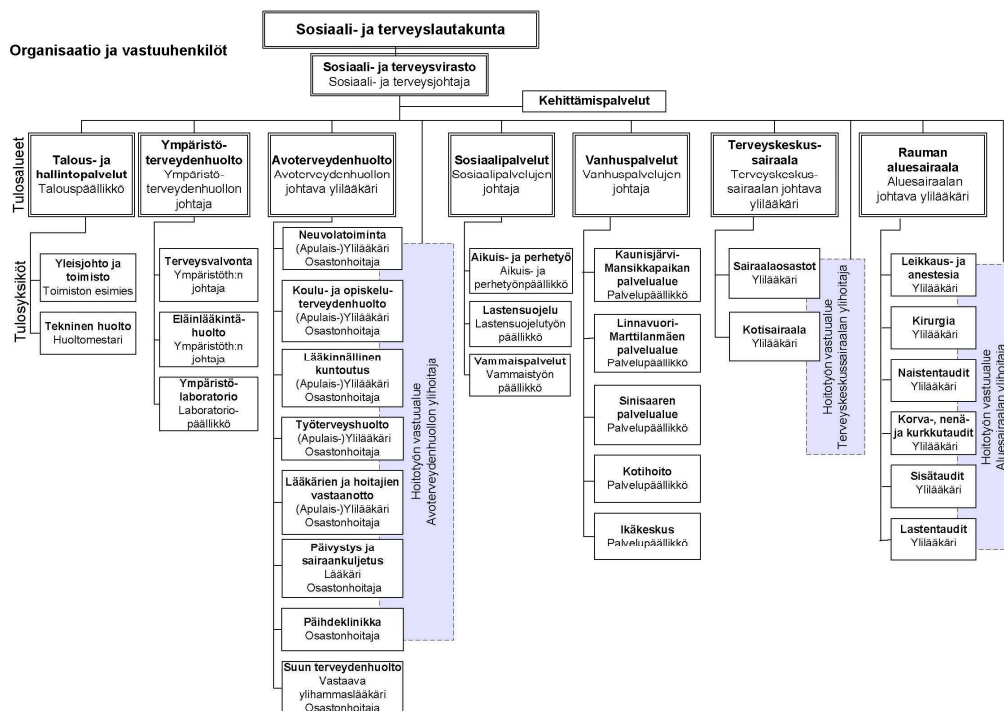 Organisaatio ja vastuuhenkilöt
Sosiaali- ja terveyslautakunta
Sosiaali- ja terveysvirasto
Sosiaali- ja terveysjohtaja
Kehittämispalvelut
Tulosalueet
Talous- ja
hallintopalvelut
Talouspäällikkö
Ympäristö-
terveydenhuolto
Ympäristö-
terveydenhuollon
johtaja
Avoterveydenhuolto
Avoterveydenhuollon
johtava ylilääkäri
Sosiaalipalvelut
Sosiaalipalvelujen
johtaja
Vanhuspalvelut
Vanhuspalvelujen
johtaja
Terveyskeskus-
sairaala
Terveyskeskus-
sairaalan johtava
ylilääkäri
Rauman
aluesairaala
Aluesairaalan
johtava ylilääkäri
Tulosyksiköt
Yleisjohto ja
toimisto
Toimiston esimies
Tekninen huolto
Huoltomestari
Terveysvalvonta
Ympäristöth:n
johtaja
Eläinlääkintä-
huolto
Ympäristöth:n
johtaja
Ympäristö-
laboratorio
Laboratorio-
päällikkö
Neuvolatoiminta
(Apulais-)Ylilääkäri
Osastonhoitaja
Koulu- ja opiskelu-
terveydenhuolto
(Apulais-)Ylilääkäri
Osastonhoitaja
Lääkinnällinen
kuntoutus
(Apulais-)Ylilääkäri
Osastonhoitaja
Työterveyshuolto
(Apulais-)Ylilääkäri
Osastonhoitaja
Lääkärien ja hoitajien
vastaanotto
(Apulais-)Ylilääkäri
Osastonhoitaja
Päivystys ja
sairaankuljetus
Lääkäri
Osastonhoitaja
Päihdeklinikka
Osastonhoitaja
Suun terveydenhuolto
Vastaava
ylihammaslääkäri
Osastonhoitaja
Hoitotyön vastuualue
Avoterveydenhuollon ylihoitaja
Aikuis- ja perhetyö
Aikuis- ja
perhetyönpäällikkö
Lastensuojelu
Lastensuojelutyön
päällikkö
Vammaispalvelut
Vammaistyön
päällikkö
Kaunisjärvi-
Mansikkapaikan
palvelualue
Palvelupäällikkö
Linnavuori-
Marttilanmäen
palvelualue
Palvelupäällikkö
Sinisaaren
palvelualue
Palvelupäällikkö
Kotihoito
Palvelupäällikkö
Ikäkeskus
Palvelupäällikkö
Sairaalaosastot
Ylilääkäri
Kotisairaala
Ylilääkäri
Hoitotyön vastuualue
Terveyskeskussairaalan ylihoitaja
Leikkaus- ja
anestesia
Ylilääkäri
Kirurgia
Ylilääkäri
Naistentaudit
Ylilääkäri
Korva-, nenä-
ja kurkkutaudit
Ylilääkäri
Sisätaudit
Ylilääkäri
Lastentaudit
Ylilääkäri
Hoitotyön vastuualue
Aluesairaalan ylihoitaja